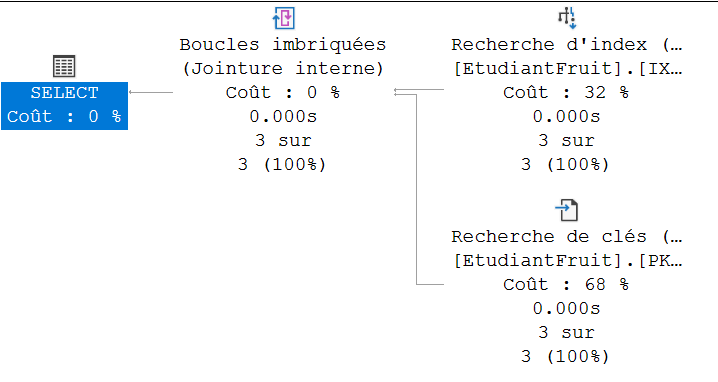 SELECT
Coût : 0 %
Boucles imbriquées
(Jointure interne)
Coût : 0 %
0.000s
3 sur
3 (100%)
Recherche d'index (…
[EtudiantFruit].[IX…
Coût : 32 %
0.000s
3 sur
3 (100%)
Recherche de clés (…
[EtudiantFruit].[PK…
Coût : 68 %
0.000s
3 sur
3 (100%)